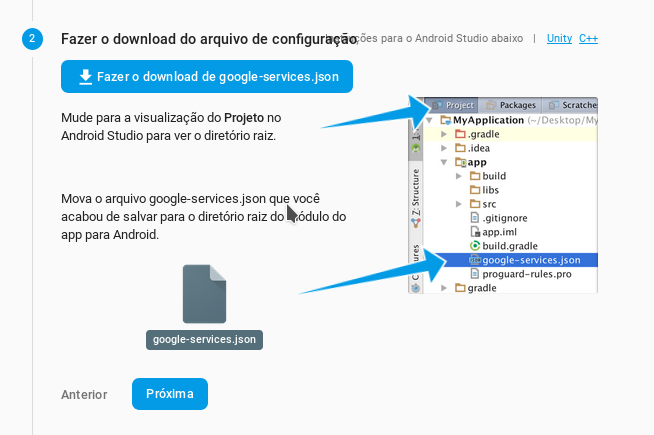 2 Fazer o download do arquivo de configuração
Instruções para o Android Studio abaixo | Unity C++
Fazer o download de google-services.json
Mude para a visualização do Projeto no
Android Studio para ver o diretório raiz.
Mova o arquivo google-services.json que você
acabou de salvar para o diretório raiz do módulo do
app para Android.
google-services.json
Project Packages Scratches
MyApplication (~/Desktop/My
.gradle
.idea
app
build
libs
src
.gitignore
app.iml
build.gradle
google-services.json
proguard-rules.pro
gradle
1:
Z: Structure
Captures
Anterior Próxima